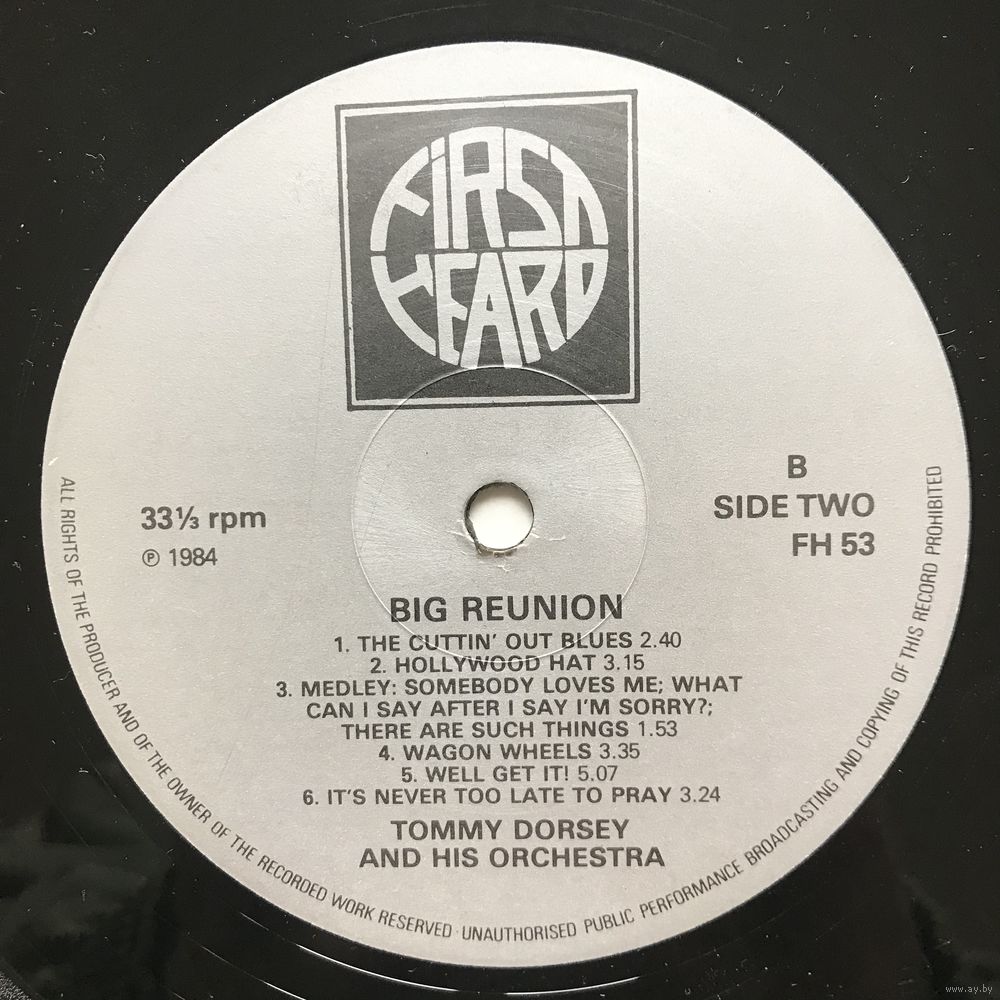 FIRST
HEARD
33⅓ rpm
℗ 1984
B
SIDE TWO
FH 53
BIG REUNION
1. THE CUTTIN' OUT BLUES 2.40
2. HOLLYWOOD HAT 3.15
3. MEDLEY: SOMEBODY LOVES ME; WHAT
CAN I SAY AFTER I SAY I'M SORRY?;
THERE ARE SUCH THINGS 1.53
4. WAGON WHEELS 3.35
5. WELL GET IT! 5.07
6. IT'S NEVER TOO LATE TO PRAY 3.24
TOMMY DORSEY
AND HIS ORCHESTRA
ALL RIGHTS OF THE PRODUCER AND OF THE OWNER OF THE RECORDED WORK RESERVED · UNAUTHORISED PUBLIC PERFORMANCE BROADCASTING AND COPYING OF THIS RECORD PROHIBITED
www.ay.by